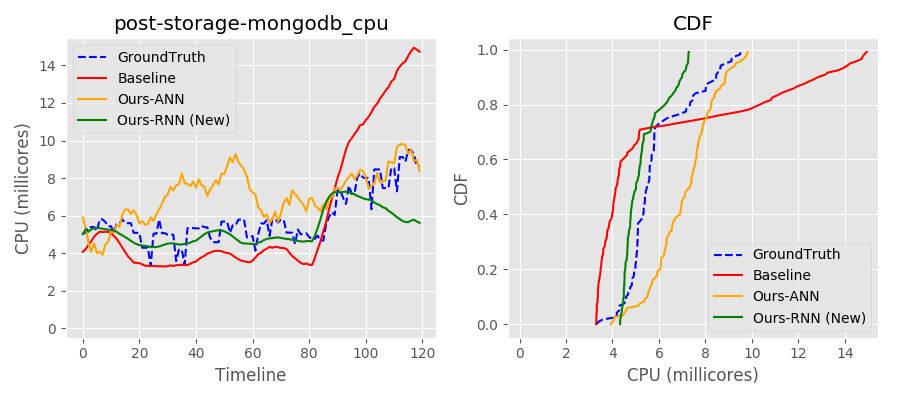 post-storage-mongodb_cpu
CPU (millicores)
14
12
10
8
6
4
2
0
GroundTruth
Baseline
Ours-ANN
Ours-RNN (New)
0 20 40 60 80 100 120
Timeline
CDF
CDF
1.0
0.8
0.6
0.4
0.2
0.0
GroundTruth
Baseline
Ours-ANN
Ours-RNN (New)
0 2 4 6 8 10 12 14
CPU (millicores)